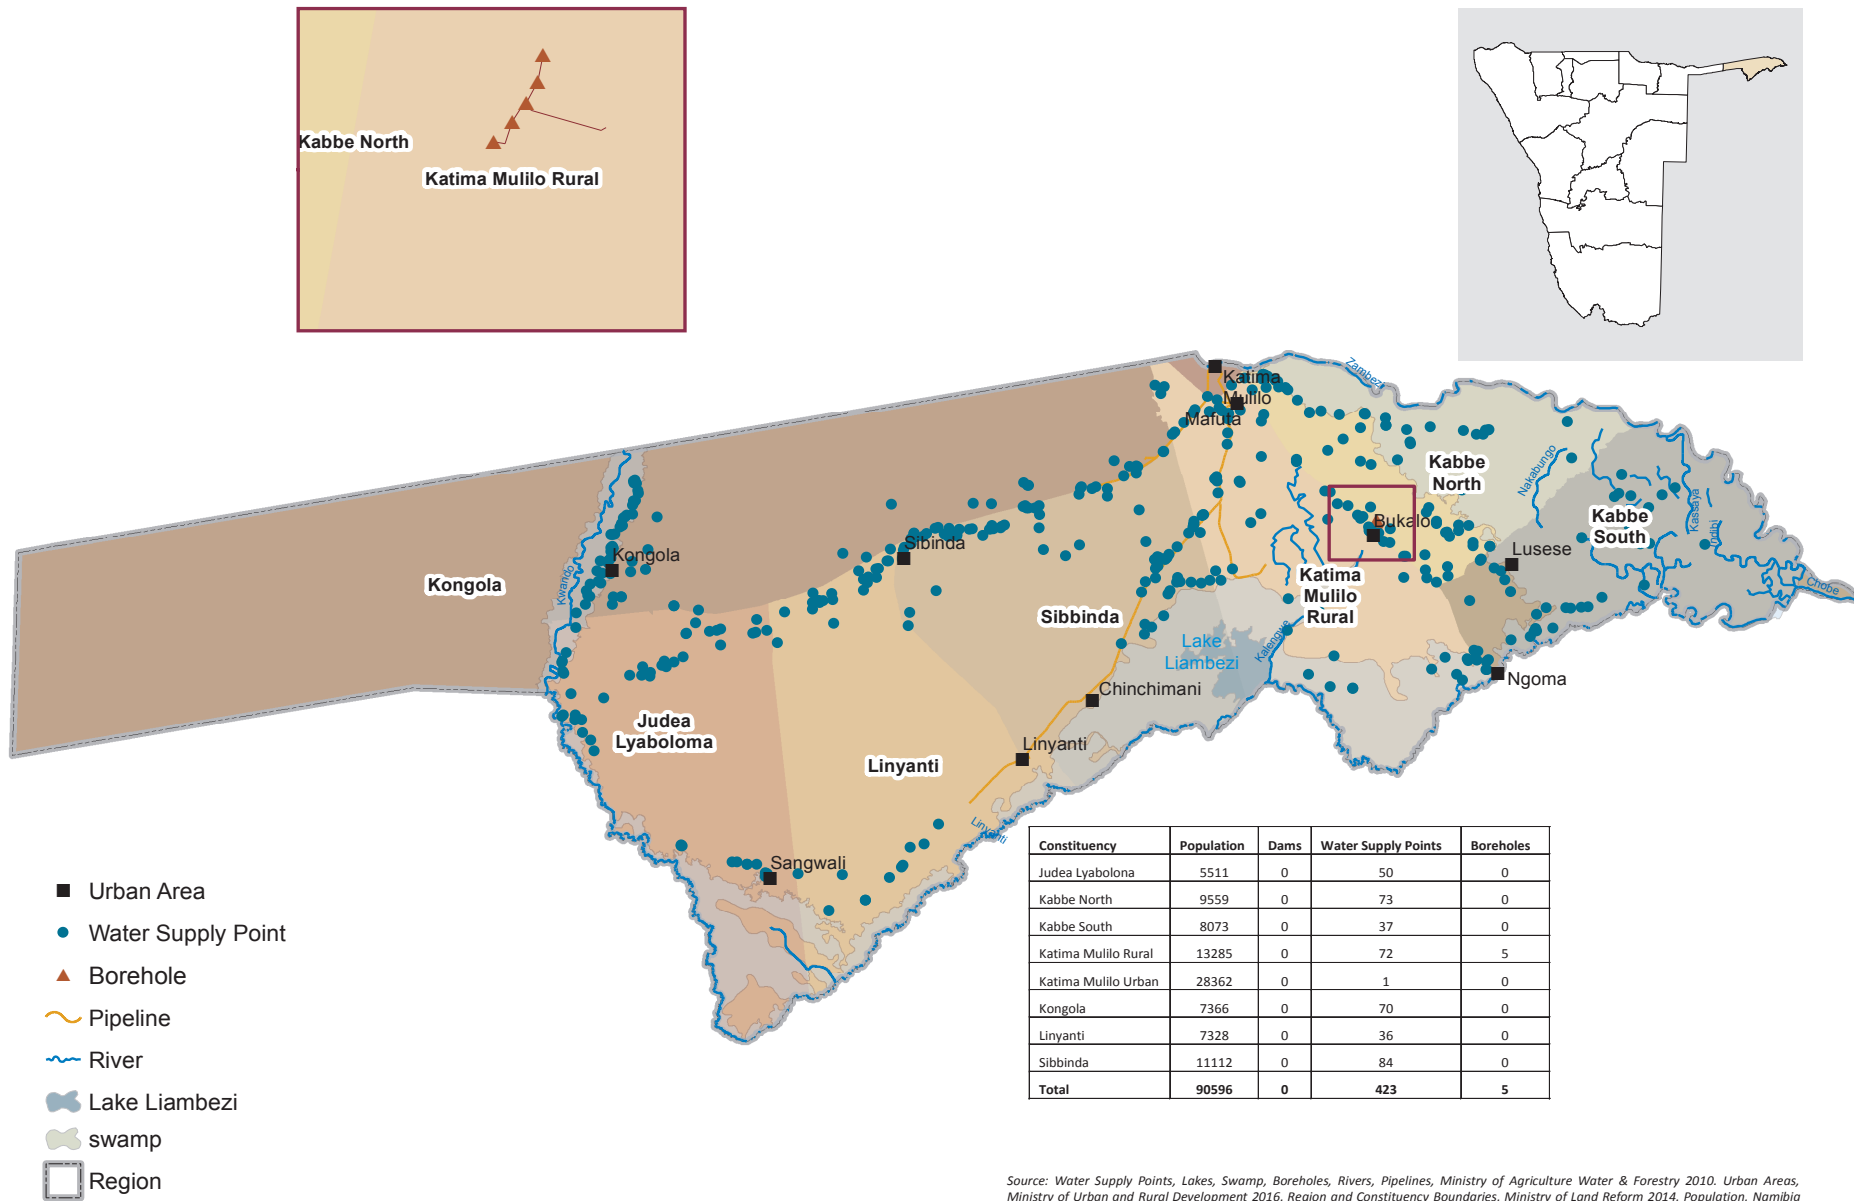 Kabbe North
Katima Mulilo Rural
Zambezi
Katima
Mulilo
Mafuta
Kabbe
North
Nakabungo
Kassaya
Indibi
Kabbe
South
Bukalo
Lusese
Chobe
Kwando
Kongola
Kongola
Sibinda
Katima
Mulilo
Rural
Sibbinda
Lake
Liambezi
Kalengwe
Ngoma
Chinchimani
Judea
Lyaboloma
Linyanti
Linyanti
Linyanti
Sangwali
Constituency Population Dams Water Supply Points Boreholes
Judea Lyabolona 5511 0 50 0
Kabbe North 9559 0 73 0
Kabbe South 8073 0 37 0
Katima Mulilo Rural 13285 0 72 5
Katima Mulilo Urban 28362 0 1 0
Kongola 7366 0 70 0
Linyanti 7328 0 36 0
Sibbinda 11112 0 84 0
Total 90596 0 423 5
Urban Area
Water Supply Point
Borehole
Pipeline
River
Lake Liambezi
swamp
Region
Source: Water Supply Points, Lakes, Swamp, Boreholes, Rivers, Pipelines, Ministry of Agriculture Water & Forestry 2010. Urban Areas,
Ministry of Urban and Rural Development 2016. Region and Constituency Boundaries, Ministry of Land Reform 2014. Population, Namibia